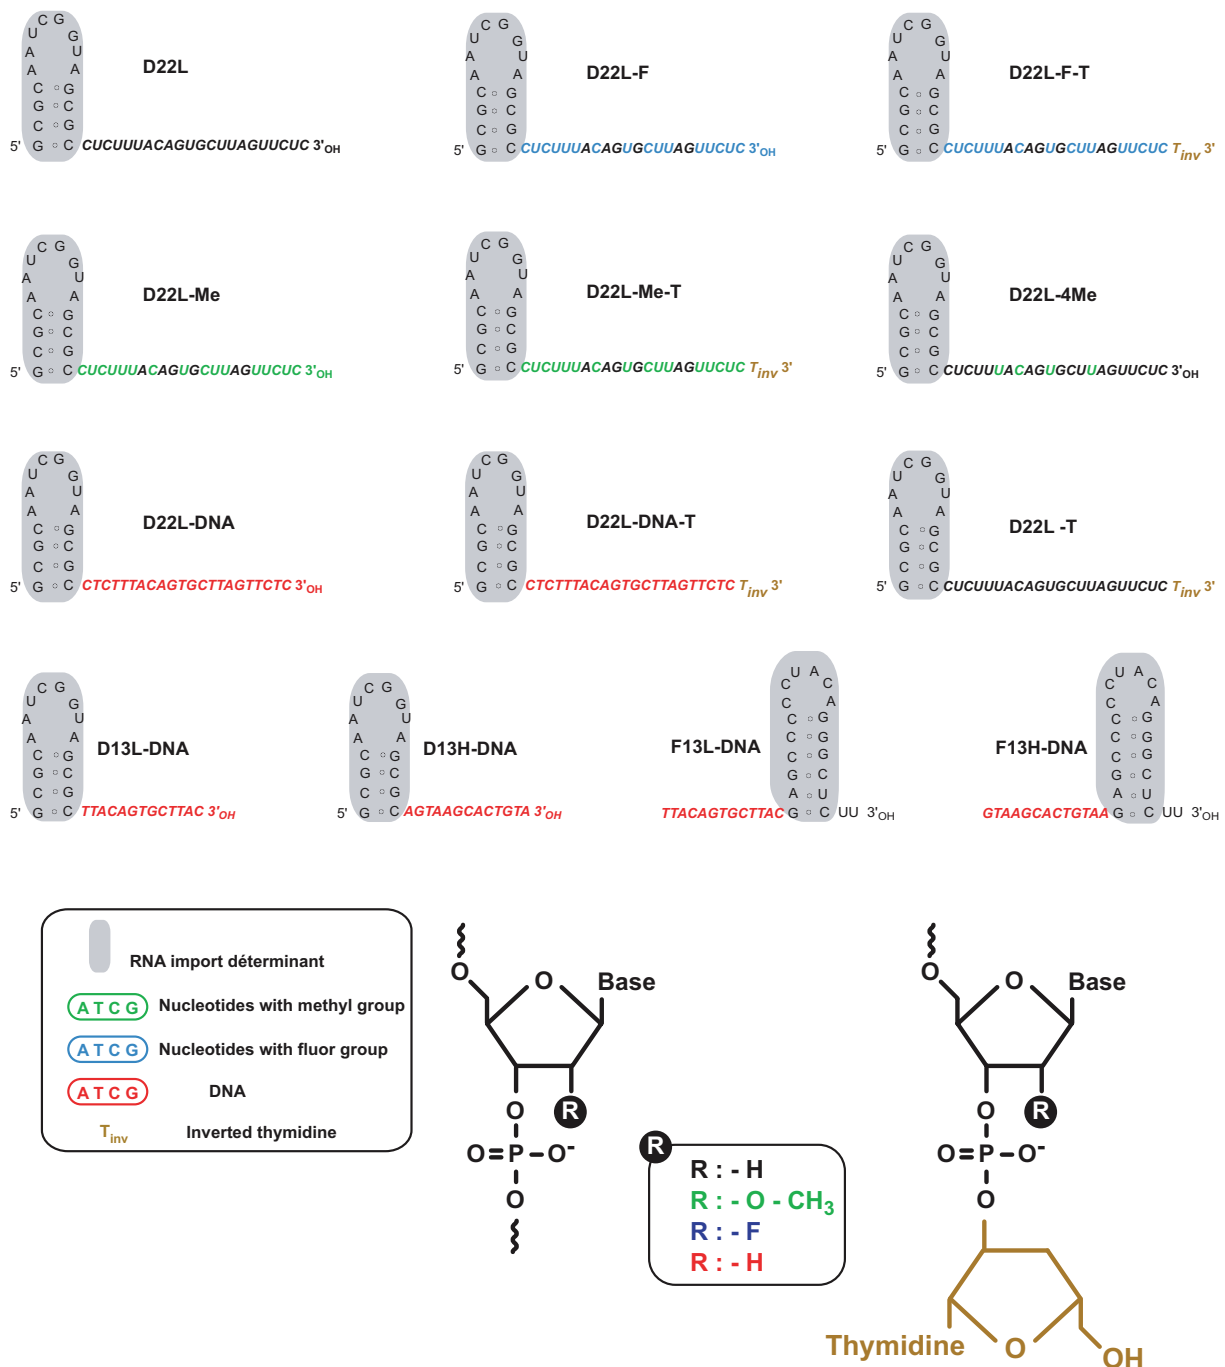 D22L
5' G C G C A A U C G G U A G C G C CUCUUUACAGUGCUUAGUUCUC 3'OH
D22L-F
5' G C G C A A U C G G U A G C G C CUCUUUACAGUGCUUAGUUCUC 3'OH
D22L-F-T
5' G C G C A A U C G G U A G C G C CUCUUUACAGUGCUUAGUUCUC Tinv 3'
D22L-Me
5' G C G C A A U C G G U A G C G C CUCUUUACAGUGCUUAGUUCUC 3'OH
D22L-Me-T
5' G C G C A A U C G G U A G C G C CUCUUUACAGUGCUUAGUUCUC Tinv 3'
D22L-4Me
5' G C G C A A U C G G U A G C G C CUCUUUACAGUGCUUAGUUCUC 3'OH
D22L-DNA
5' G C G C A A U C G G U A G C G C CTCTTTACAGTGCTTAGTTCTC 3'OH
D22L-DNA-T
5' G C G C A A U C G G U A G C G C CTCTTTACAGTGCTTAGTTCTC Tinv 3'
D22L -T
5' G C G C A A U C G G U A G C G C CUCUUUACAGUGCUUAGUUCUC Tinv 3'
D13L-DNA
5' G C G C A A U C G G U A G C G C TTACAGTGCTTAC 3'OH
D13H-DNA
5' G C G C A A U C G G U A G C G C AGTAAGCACTGTA 3'OH
F13L-DNA
TTACAGTGCTTAC G A G C C C C C U A C A G G G C U C UU 3'OH
F13H-DNA
GTAAGCACTGTAA G A G C C C C C U A C A G G G C U C UU 3'OH
RNA import déterminant
A T C G Nucleotides with methyl group
A T C G Nucleotides with fluor group
A T C G DNA
Tinv Inverted thymidine
O O Base
O R
O=P-O-
O
R
R : - H
R : - O - CH3
R : - F
R : - H
O O Base
O R
O=P-O-
O
Thymidine O OH